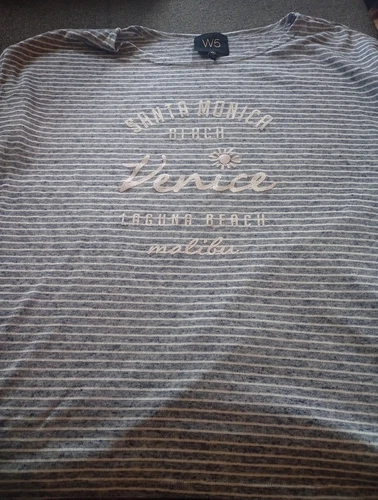 W5
SANTA MONICA
BEACH
Venice
LAGUNA BEACH
malibu